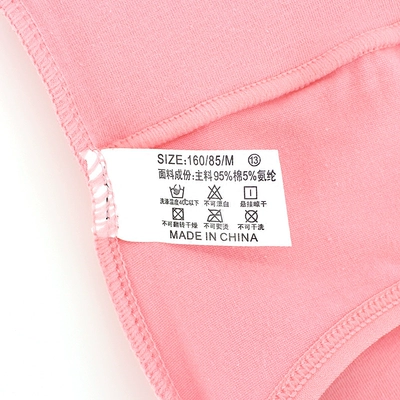 SIZE:160/85/M ⑬
面料成份:主料95%棉5%氨纶
洗涤温度40℃以下 不可漂白 悬挂晾干
不可翻转干燥 不可熨烫 不可干洗
MADE IN CHINA